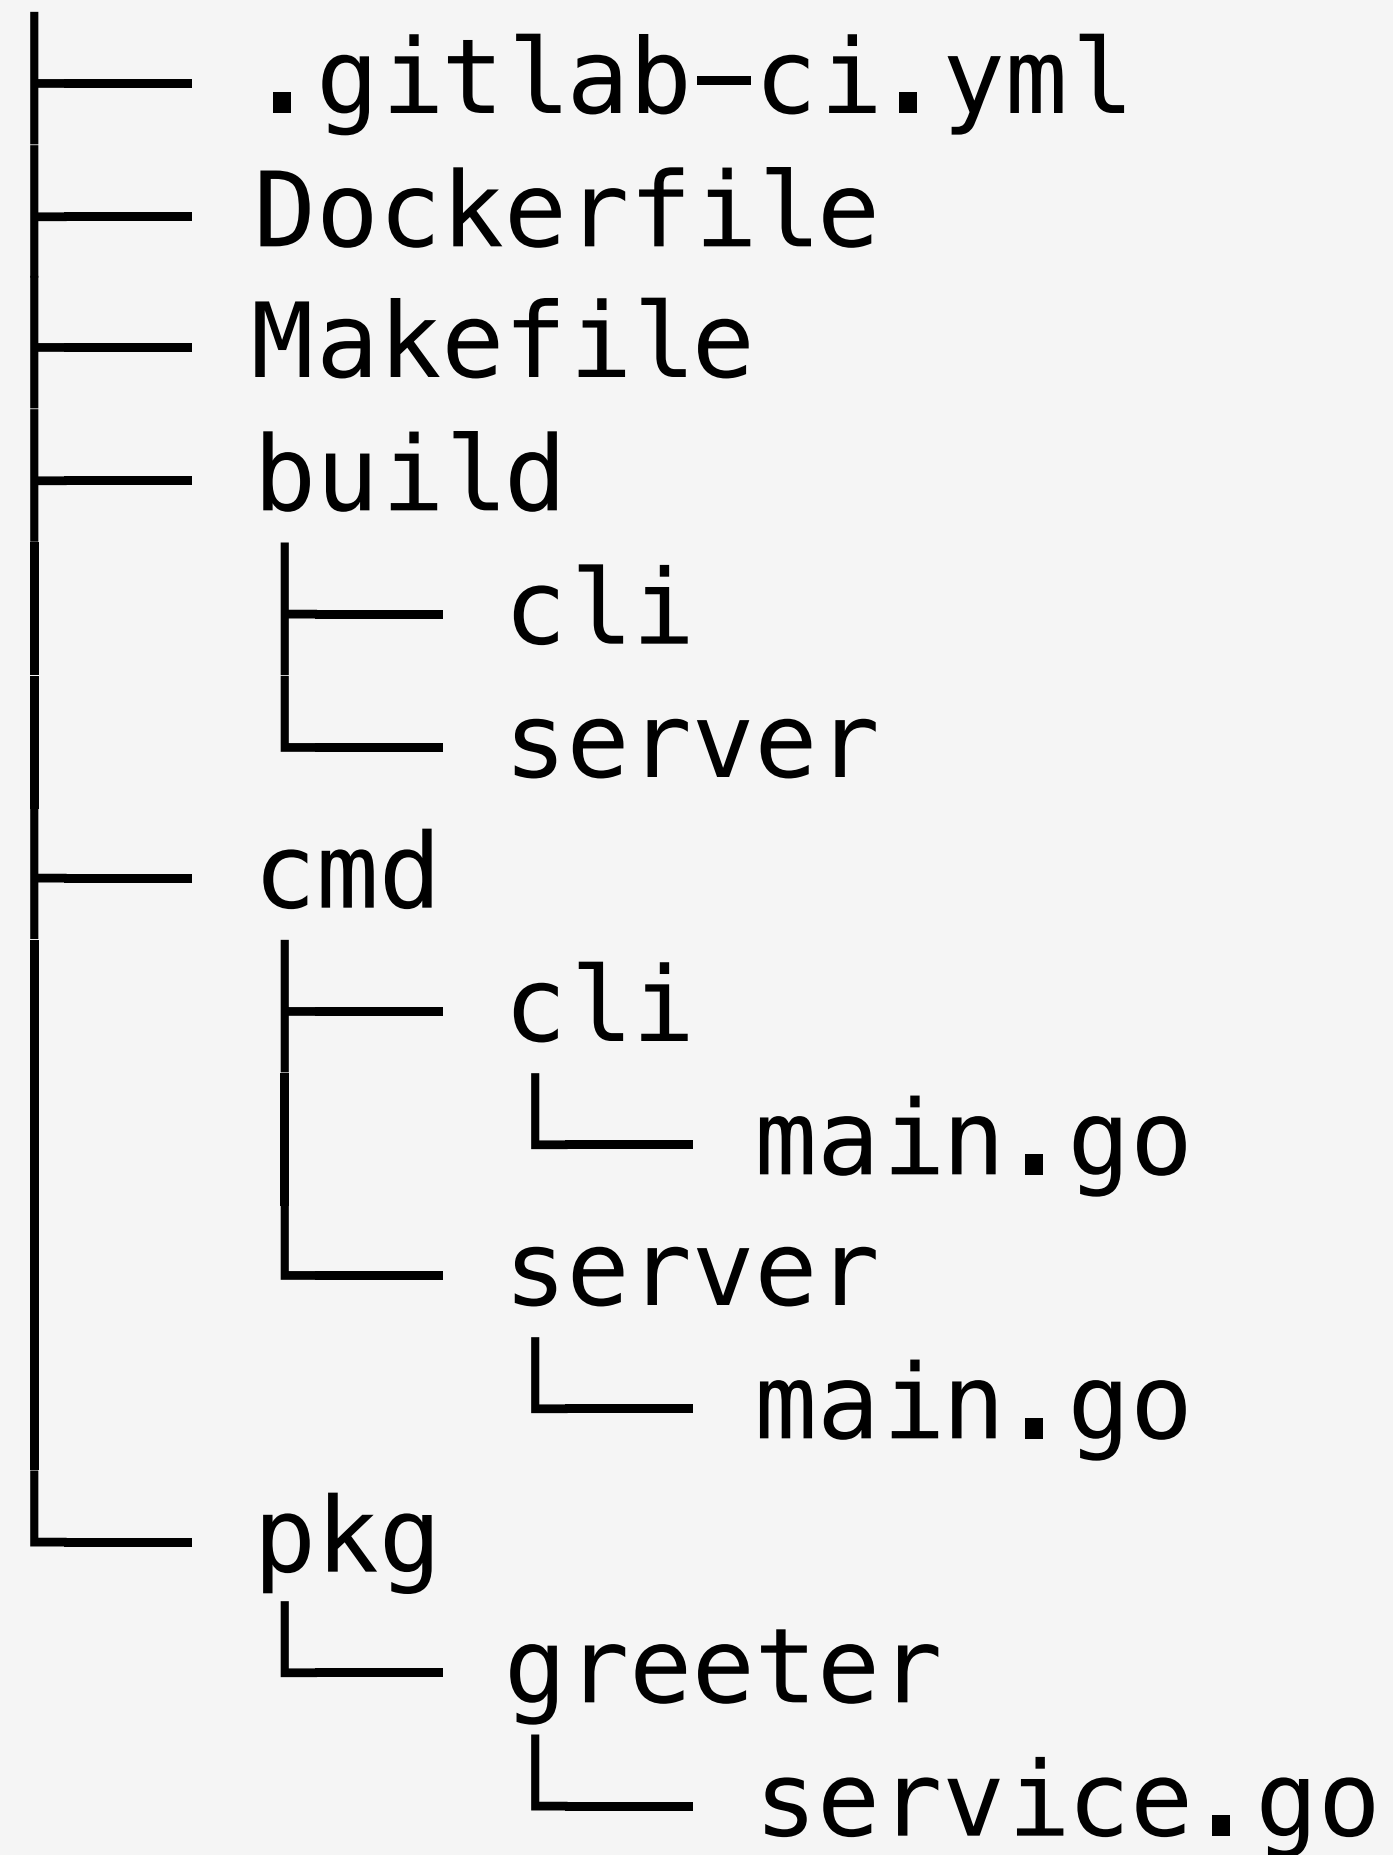 ├── .gitlab-ci.yml
├── Dockerfile
├── Makefile
├── build
│   ├── cli
│   └── server
├── cmd
│   ├── cli
│   │   └── main.go
│   └── server
│       └── main.go
└── pkg
    └── greeter
        └── service.go